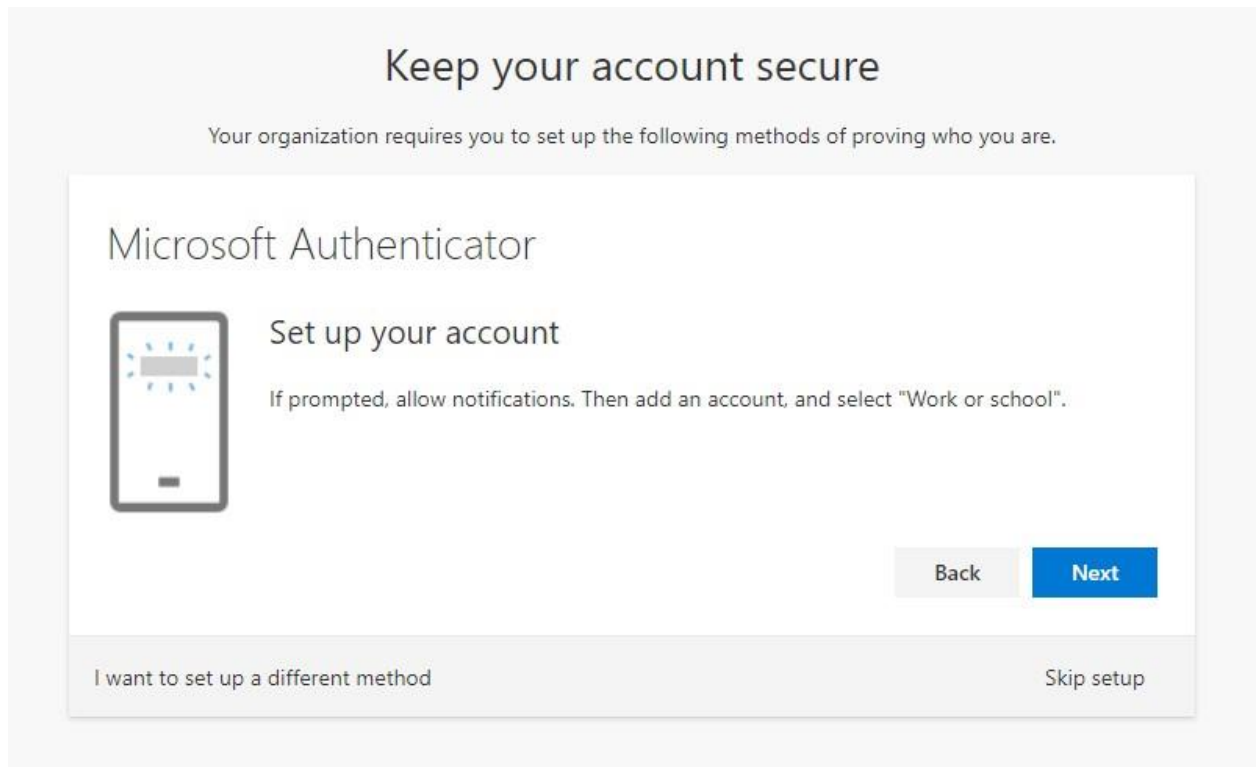 Keep your account secure
Your organization requires you to set up the following methods of proving who you are.
Microsoft Authenticator
Set up your account
If prompted, allow notifications. Then add an account, and select "Work or school".
Back
Next
I want to set up a different method
Skip setup